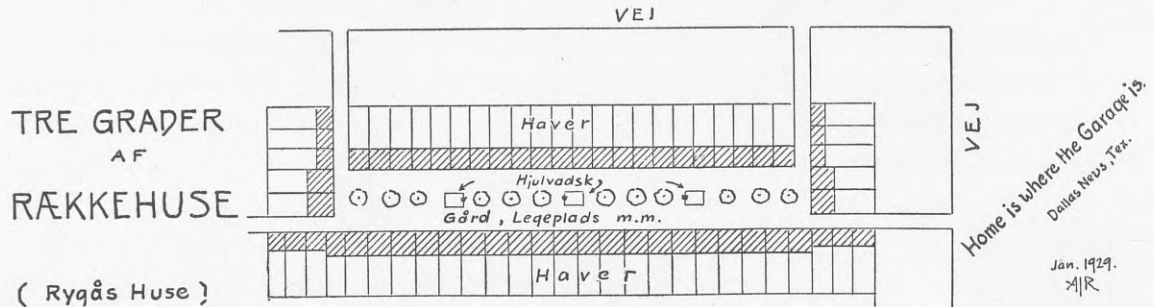 TRE GRADER
AF
RÆKKEHUSE
( Rygås Huse )
VEJ
Haver
Hjulvadsk.
Gård, Legeplads m.m.
Haver
VEJ
Home is where the Garage is.
Dallas News, Tex.
Jan. 1929.
AJR